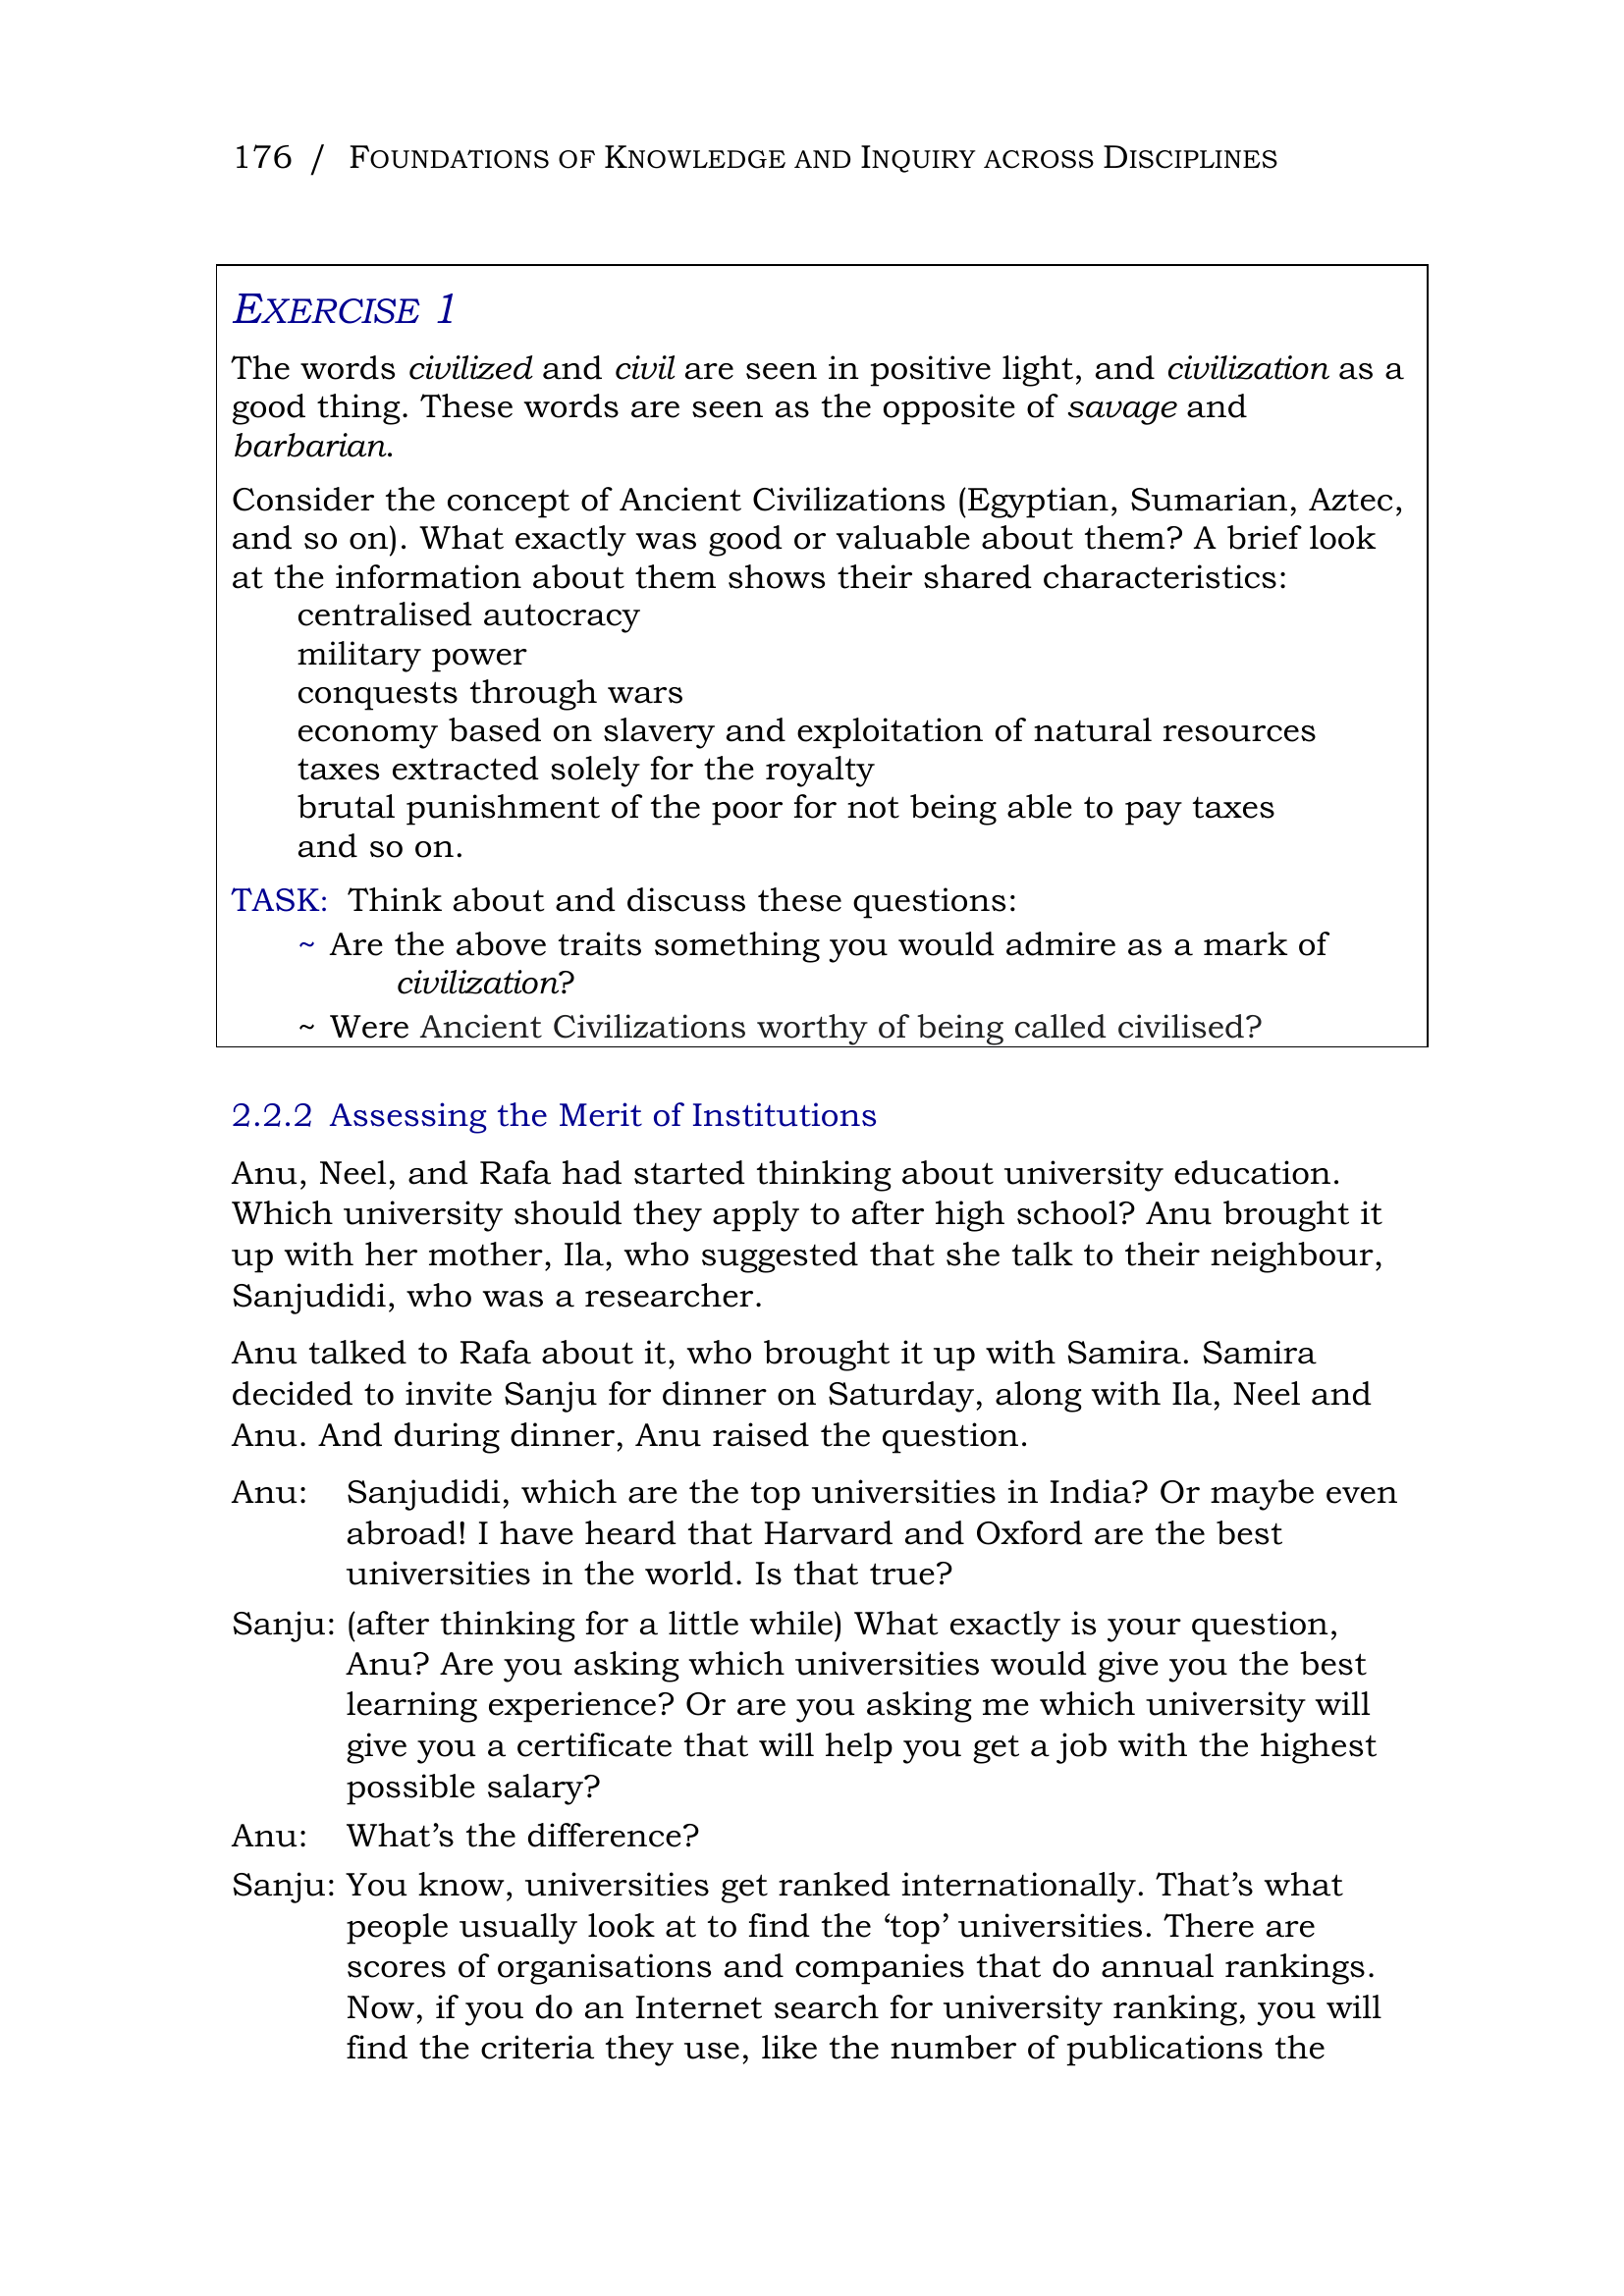 176 / FOUNDATIONS OF KNOWLEDGE AND INQUIRY ACROSS DISCIPLINES
EXERCISE 1
The words civilized and civil are seen in positive light, and civilization as a
good thing. These words are seen as the opposite of savage and
barbarian.
Consider the concept of Ancient Civilizations (Egyptian, Sumarian, Aztec,
and so on). What exactly was good or valuable about them? A brief look
at the information about them shows their shared characteristics:
centralised autocracy
military power
conquests through wars
economy based on slavery and exploitation of natural resources
taxes extracted solely for the royalty
brutal punishment of the poor for not being able to pay taxes
and so on.
TASK: Think about and discuss these questions:
~ Are the above traits something you would admire as a mark of
civilization?
~ Were Ancient Civilizations worthy of being called civilised?
2.2.2 Assessing the Merit of Institutions
Anu, Neel, and Rafa had started thinking about university education.
Which university should they apply to after high school? Anu brought it
up with her mother, Ila, who suggested that she talk to their neighbour,
Sanjudidi, who was a researcher.
Anu talked to Rafa about it, who brought it up with Samira. Samira
decided to invite Sanju for dinner on Saturday, along with Ila, Neel and
Anu. And during dinner, Anu raised the question.
Anu: Sanjudidi, which are the top universities in India? Or maybe even
abroad! I have heard that Harvard and Oxford are the best
universities in the world. Is that true?
Sanju: (after thinking for a little while) What exactly is your question,
Anu? Are you asking which universities would give you the best
learning experience? Or are you asking me which university will
give you a certificate that will help you get a job with the highest
possible salary?
Anu: What’s the difference?
Sanju: You know, universities get ranked internationally. That’s what
people usually look at to find the ‘top’ universities. There are
scores of organisations and companies that do annual rankings.
Now, if you do an Internet search for university ranking, you will
find the criteria they use, like the number of publications the